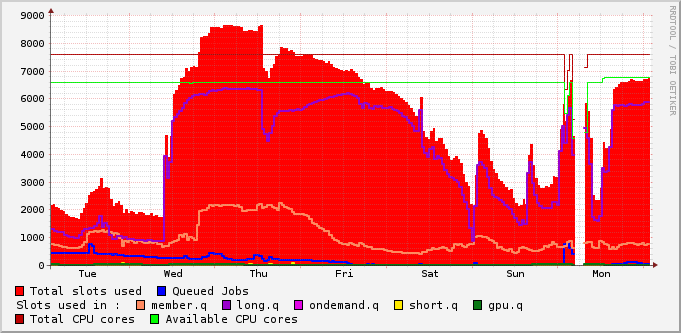 RRDTOOL / TOBI OETIKER
9000
8000
7000
6000
5000
4000
3000
2000
1000
0
Tue Wed Thu Fri Sat Sun Mon
Total slots used Queued Jobs
Slots used in : member.q long.q ondemand.q short.q gpu.q
Total CPU cores Available CPU cores